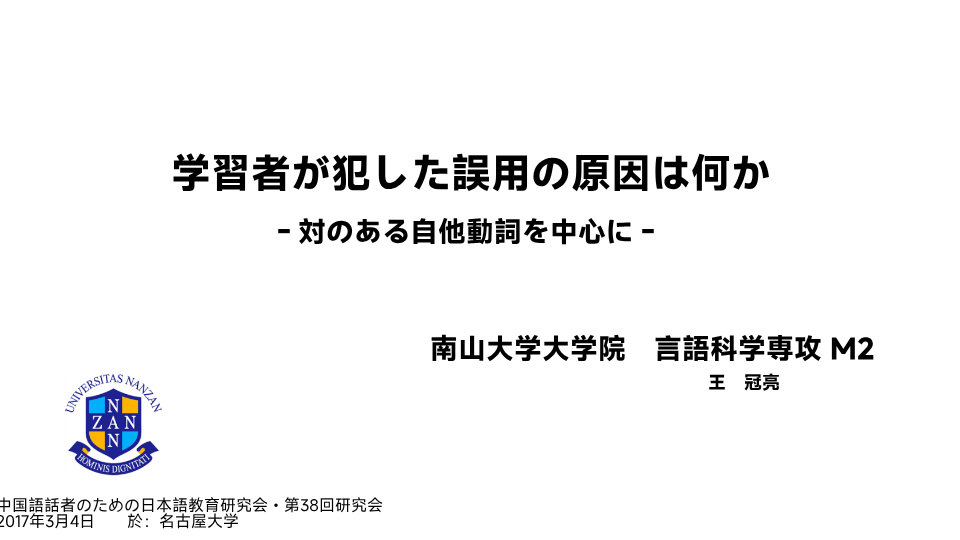 学習者が犯した誤用の原因は何か
- 対のある自他動詞を中心に -
南山大学大学院　言語科学専攻 M2
王　冠亮
UNIVERSITAS NANZAN
N
ZAN
N
HOMINIS DIGNITATI
中国語話者のための日本語教育研究会・第38回研究会
2017年3月4日　　於：名古屋大学